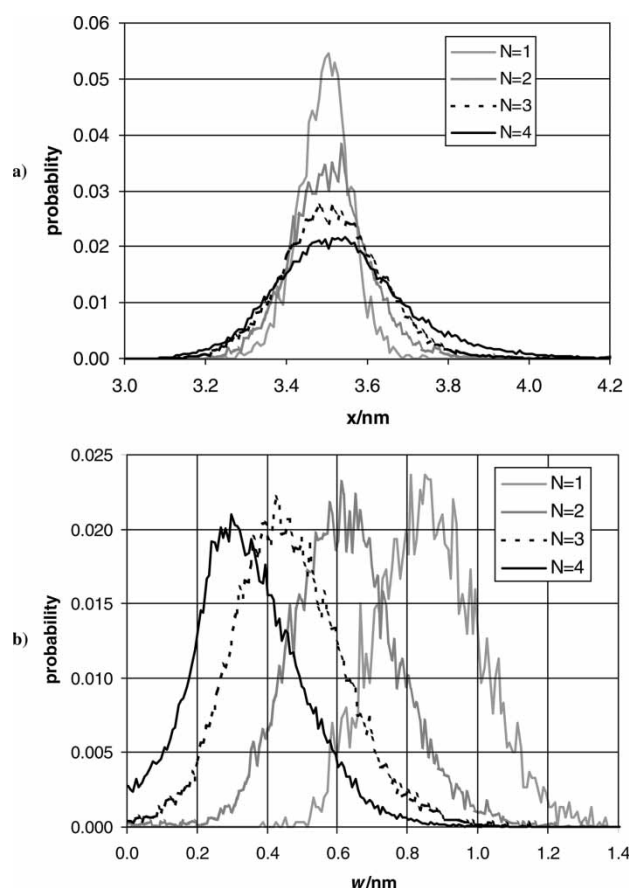 0.06
0.05
0.04
0.03
0.02
0.01
0.00
probablity
a)
N=1
N=2
N=3
N=4
3.0 3.2 3.4 3.6 3.8 4.0 4.2
x/nm
0.025
0.020
0.015
0.010
0.005
0.000
probability
b)
N=1
N=2
N=3
N=4
0.0 0.2 0.4 0.6 0.8 1.0 1.2 1.4
w/nm